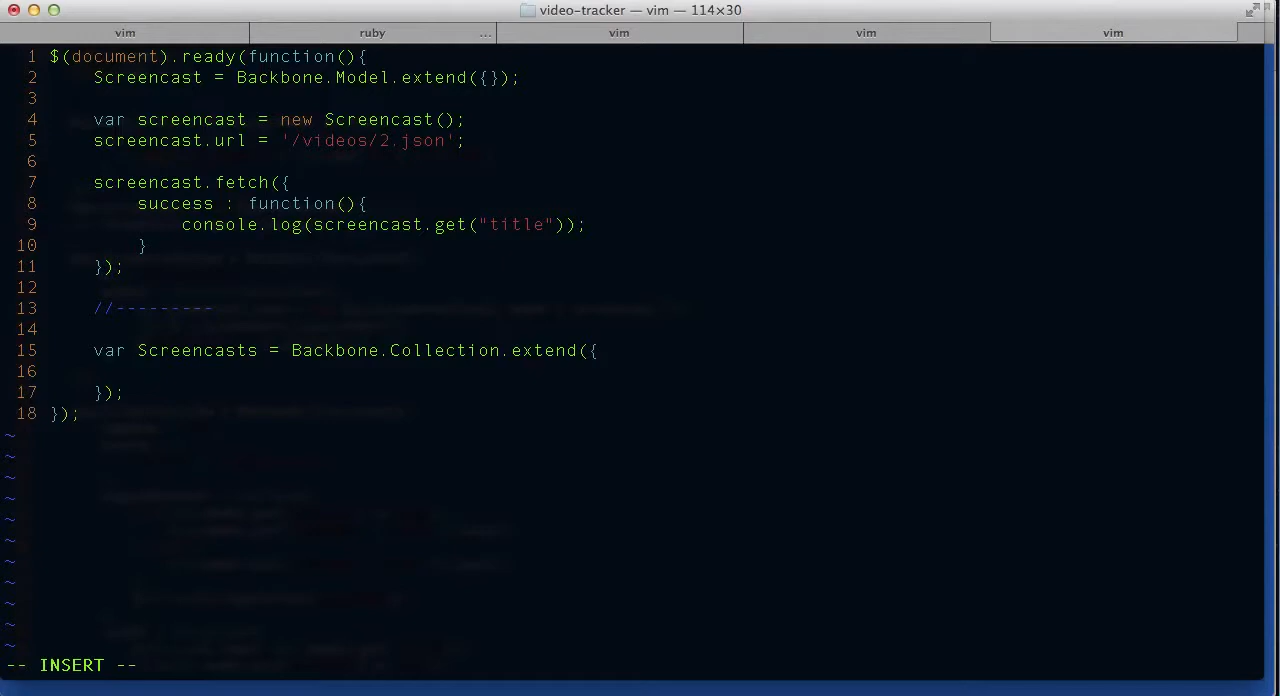 video-tracker — vim — 114×30
vim ruby ... vim vim vim
1 $(document).ready(function(){
2     Screencast = Backbone.Model.extend({});
3
4     var screencast = new Screencast();
5     screencast.url = '/videos/2.json';
6
7     screencast.fetch({
8         success : function(){
9             console.log(screencast.get("title"));
10         }
11     });
12
13     //---------
14
15     var Screencasts = Backbone.Collection.extend({
16
17     });
18 });
~
~
~
~
~
~
~
~
~
~
~
-- INSERT --